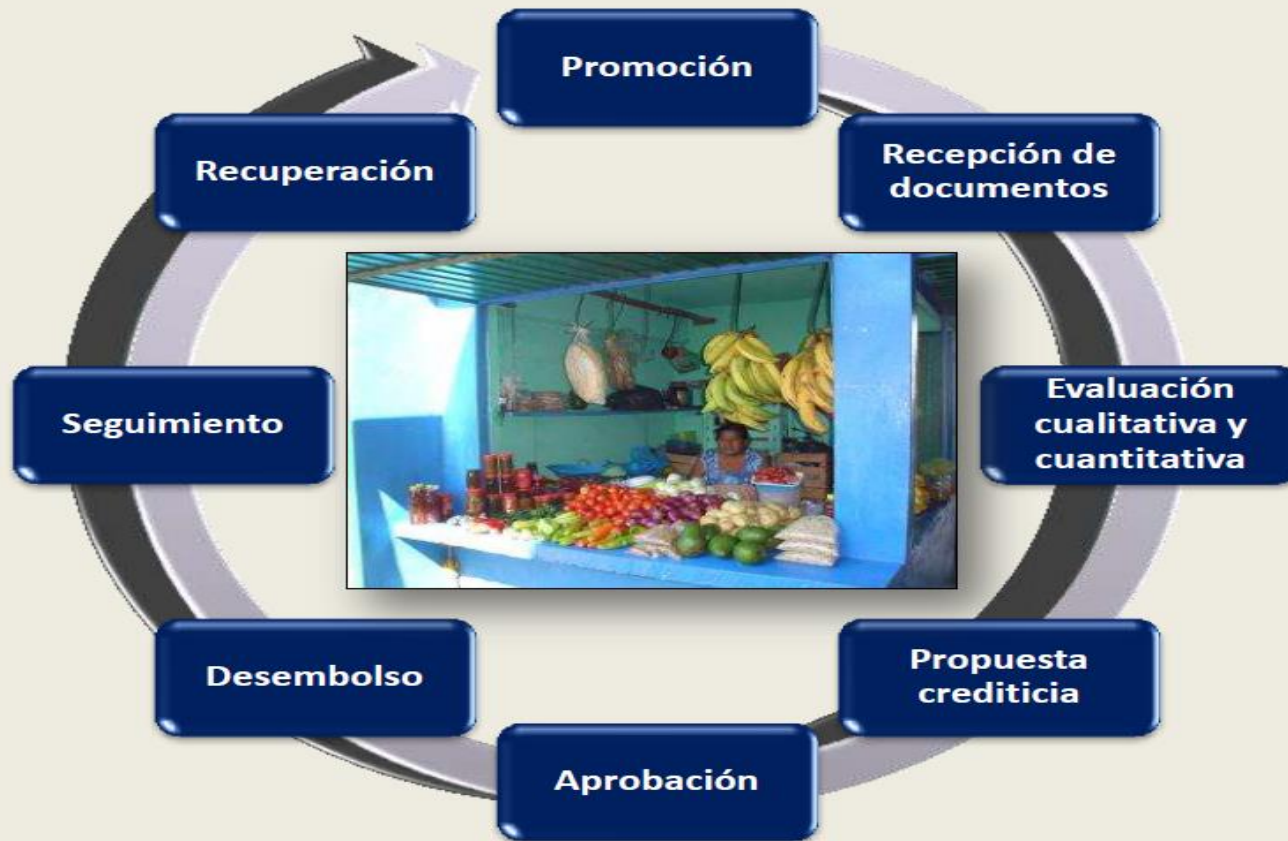 Promoción
Recepción de
documentos
Evaluación
cualitativa y
cuantitativa
Propuesta
crediticia
Aprobación
Desembolso
Seguimiento
Recuperación